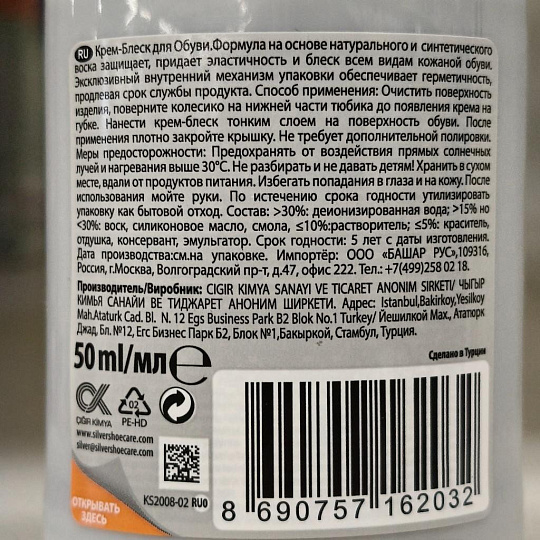 RU Крем-Блеск для Обуви.Формула на основе натурального и синтетического
воска защищает, придает эластичность и блеск всем видам кожаной обуви.
Эксклюзивный внутренний механизм упаковки обеспечивает герметичность,
продлевая срок службы продукта. Способ применения: Очистить поверхность
изделия, поверните колесико на нижней части тюбика до появления крема на
губке. Нанести крем-блеск тонким слоем на поверхность обуви. После
применения плотно закройте крышку. Не требует дополнительной полировки.
Меры предосторожности: Предохранять от воздействия прямых солнечных
лучей и нагревания выше 30°С. Не разбирать и не давать детям! Хранить в сухом
месте, вдали от продуктов питания. Избегать попадания в глаза и на кожу. После
использования мойте руки. По истечению срока годности утилизировать
упаковку как бытовой отход. Состав: >30%: деионизированная вода; >15% но
<30%: воск, силиконовое масло, смола, ≤10%:растворитель; ≤5%: краситель,
отдушка, консервант, эмульгатор. Срок годности: 5 лет с даты изготовления.
Дата производства:см.на упаковке. Импортёр: ООО «БАШАР РУС»,109316,
Россия, г.Москва, Волгоградский пр-т, д.47, офис 222. Тел.: +7(499)258 02 18.
Производитель/Виробник: CIGIR KIMYA SANAYI VE TICARET ANONIM SIRKETI/ ЧЫГЫР
КИМЬЯ САНАЙИ ВЕ ТИДЖАРЕТ АНОНИМ ШИРКЕТИ. Адрес: Istanbul,Bakirkoy,Yesilkoy
Mah.Ataturk Cad. Bl. N. 12 Egs Business Park B2 Blok No.1 Turkey/ Йешилкой Мах., Ататюрк
Джад, Бл. №12, Егс Бизнес Парк Б2, Блок №1,Бакыркой, Стамбул, Турция.
50 ml/мл e
Сделано в Турции
ÇK
ÇIĞIR KİMYA
02
PE-HD
www.silvershoecare.com
silver@silvershoecare.com
KS2008-02 RU0
ОТКРЫВАТЬ
ЗДЕСЬ
8 690757 162032